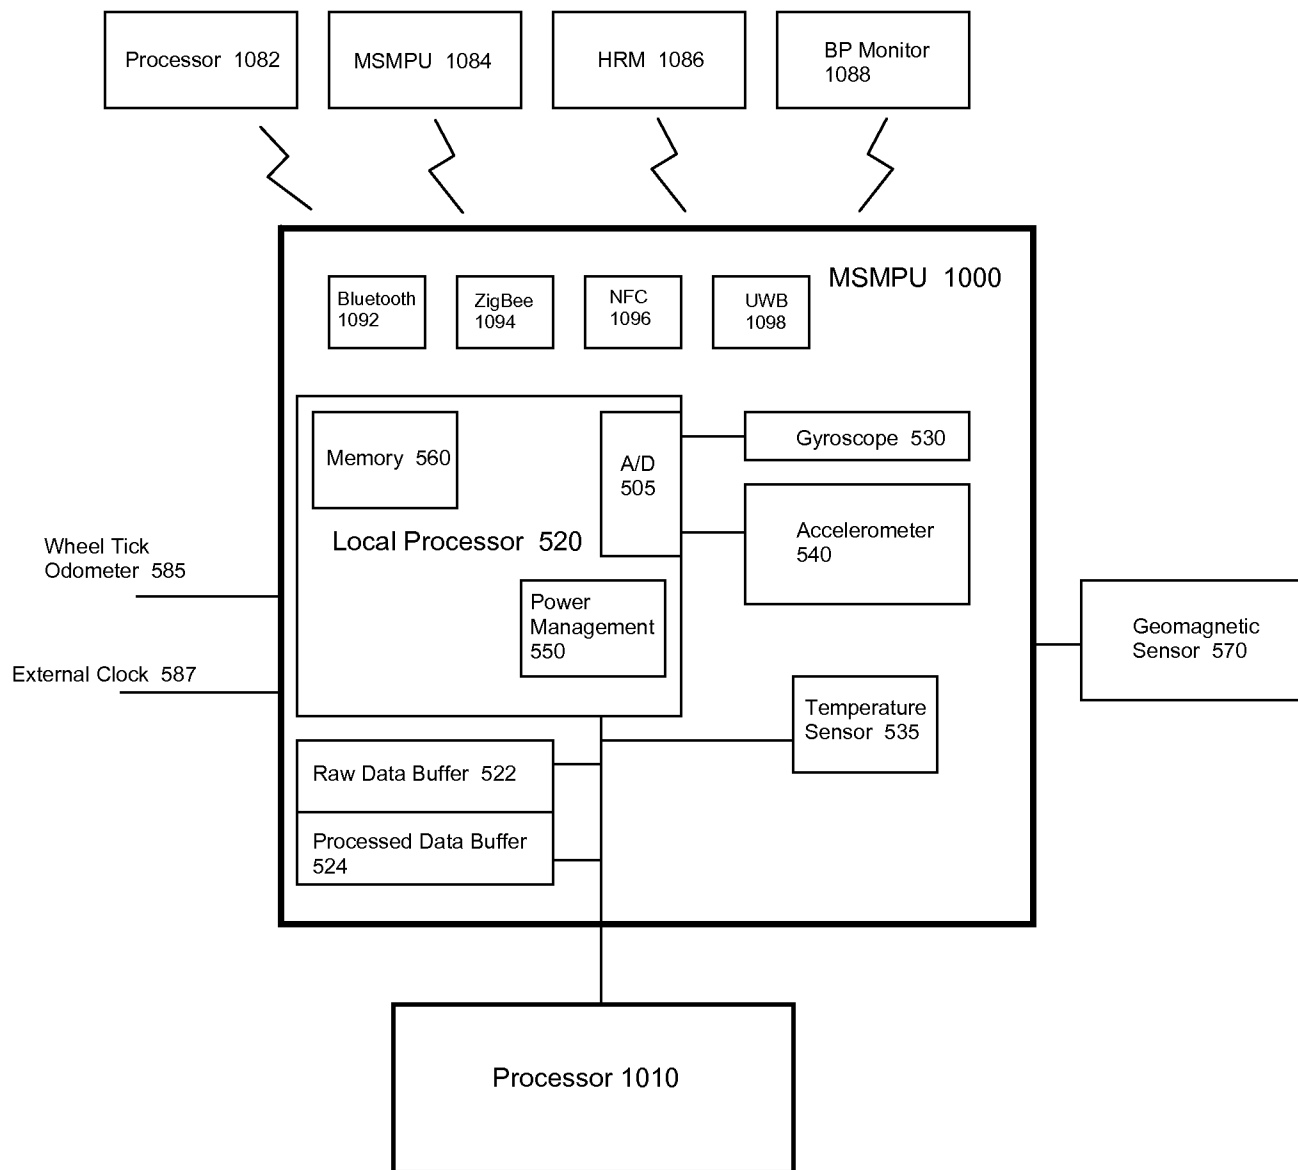 Processor 1082
MSMPU 1084
HRM 1086
BP Monitor
1088
MSMPU 1000
Bluetooth
1092
ZigBee
1094
NFC
1096
UWB
1098
Memory 560
A/D
505
Gyroscope 530
Local Processor 520
Accelerometer
540
Wheel Tick
Odometer 585
Power
Management
550
Geomagnetic
Sensor 570
External Clock 587
Temperature
Sensor 535
Raw Data Buffer 522
Processed Data Buffer
524
Processor 1010